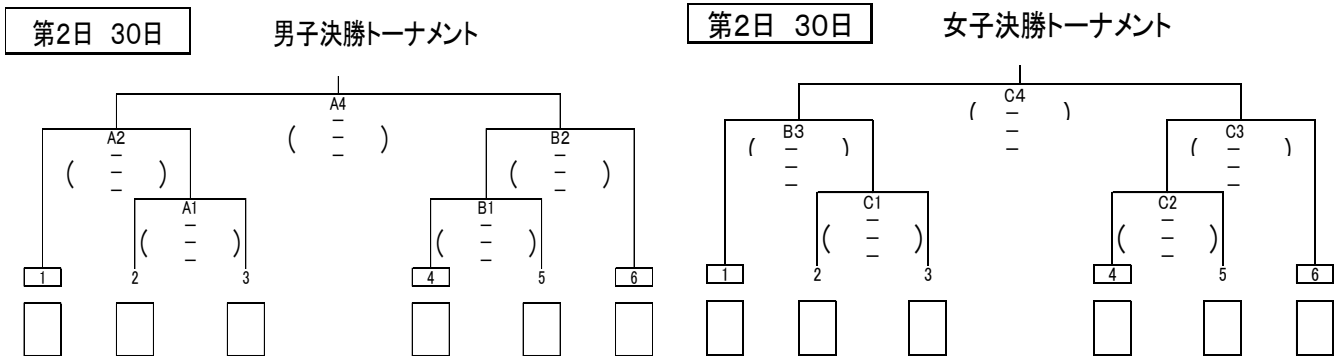 第2日 30日
男子決勝トーナメント
A4
( - - - )
A2
( - - - )
B2
( - - - )
A1
( - - - )
B1
( - - - )
1 2 3 4 5 6
第2日 30日
女子決勝トーナメント
C4
( - - - )
B3
( - - - )
C3
( - - - )
C1
( - - - )
C2
( - - - )
1 2 3 4 5 6